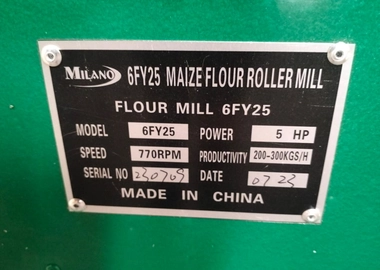 MILANO 6FY25 MAIZE FLOUR ROLLER MILL
FLOUR MILL 6FY25
MODEL 6FY25 POWER 5 HP
SPEED 770RPM PRODUCTIVITY 200-300KGS/H
SERIAL NO 230709 DATE 07 23
MADE IN CHINA